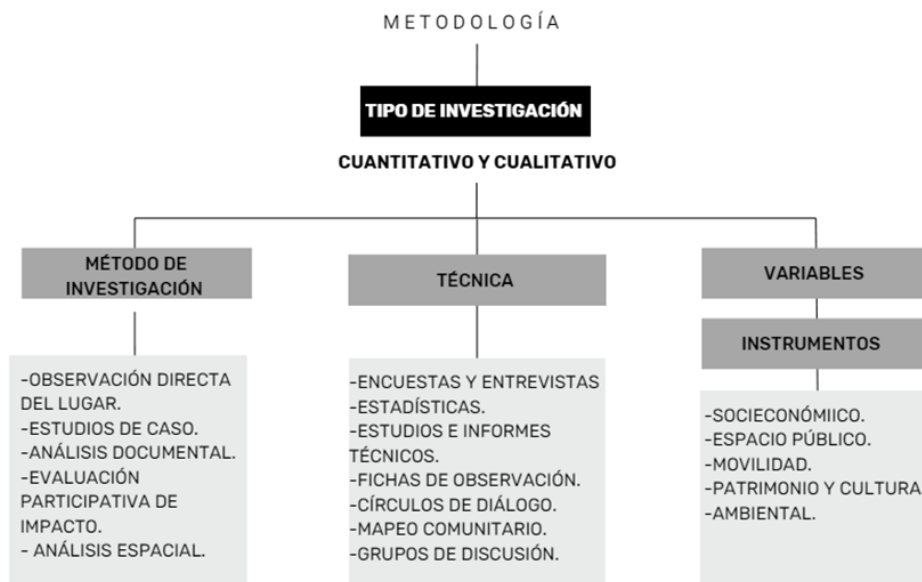 METODOLOGÍA
TIPO DE INVESTIGACIÓN
CUANTITATIVO Y CUALITATIVO
MÉTODO DE
INVESTIGACIÓN
-OBSERVACIÓN DIRECTA
DEL LUGAR.
-ESTUDIOS DE CASO.
-ANÁLISIS DOCUMENTAL.
-EVALUACIÓN
PARTICIPATIVA DE
IMPACTO.
- ANÁLISIS ESPACIAL.
TÉCNICA
-ENCUESTAS Y ENTREVISTAS
-ESTADÍSTICAS.
-ESTUDIOS E INFORMES
TÉCNICOS.
-FICHAS DE OBSERVACIÓN.
-CÍRCULOS DE DIÁLOGO.
-MAPEO COMUNITARIO.
-GRUPOS DE DISCUSIÓN.
VARIABLES
INSTRUMENTOS
-SOCIECONÓMIICO.
-ESPACIO PÚBLICO.
-MOVILIDAD.
-PATRIMONIO Y CULTURA
-AMBIENTAL.